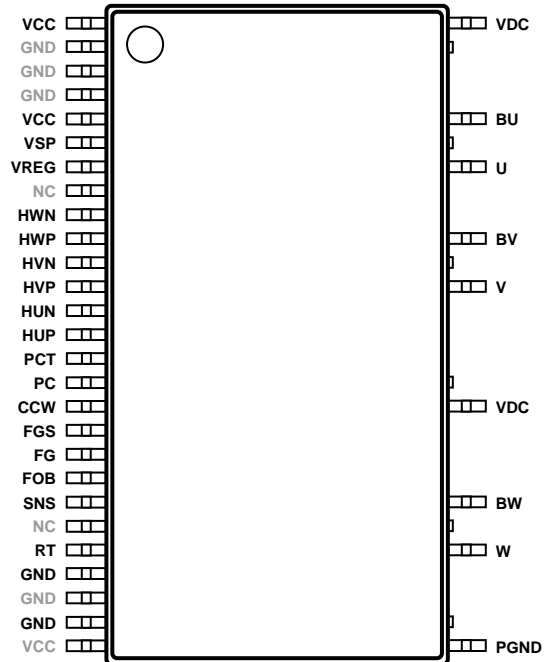 VCC
GND
GND
GND
VCC
VSP
VREG
NC
HWN
HWP
HVN
HVP
HUN
HUP
PCT
PC
CCW
FGS
FG
FOB
SNS
NC
RT
GND
GND
GND
VCC
VDC
BU
U
BV
V
VDC
BW
W
PGND